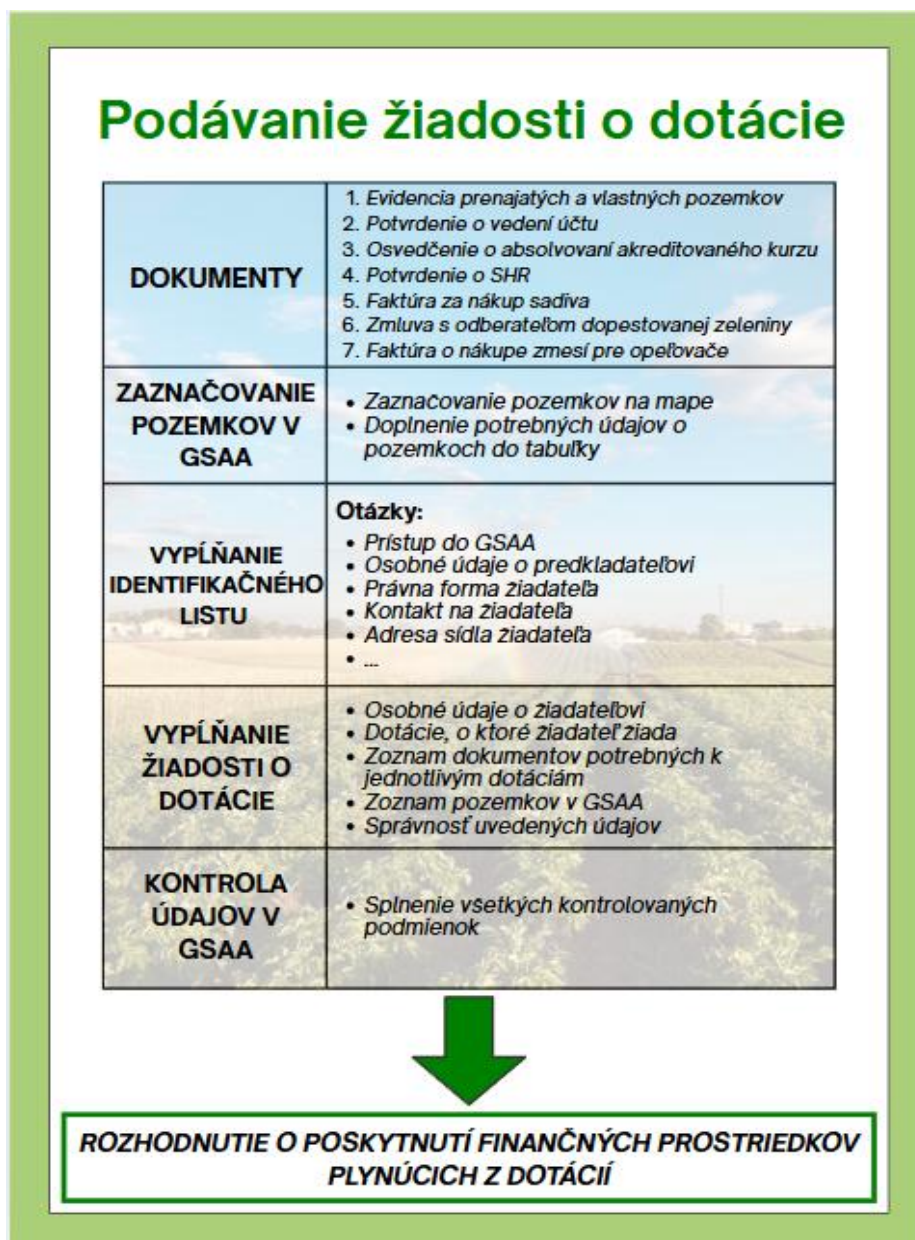 Podávanie žiadosti o dotácie
DOKUMENTY
1. Evidencia prenajatých a vlastných pozemkov
2. Potvrdenie o vedení účtu
3. Osvedčenie o absolvovaní akreditovaného kurzu
4. Potvrdenie o SHR
5. Faktúra za nákup sadiva
6. Zmluva s odberateľom dopestovanej zeleniny
7. Faktúra o nákupe zmesí pre opeľovače
ZAZNAČOVANIE
POZEMKOV V
GSAA
• Zaznačovanie pozemkov na mape
• Doplnenie potrebných údajov o
pozemkoch do tabuľky
VYPĹŇANIE
IDENTIFIKAČNÉHO
LISTU
Otázky:
• Prístup do GSAA
• Osobné údaje o predkladateľovi
• Právna forma žiadateľa
• Kontakt na žiadateľa
• Adresa sídla žiadateľa
• ...
VYPĹŇANIE
ŽIADOSTI O
DOTÁCIE
• Osobné údaje o žiadateľovi
• Dotácie, o ktoré žiadateľ žiada
• Zoznam dokumentov potrebných k
jednotlivým dotáciám
• Zoznam pozemkov v GSAA
• Správnosť uvedených údajov
KONTROLA
ÚDAJOV V
GSAA
• Splnenie všetkých kontrolovaných
podmienok
ROZHODNUTIE O POSKYTNUTÍ FINANČNÝCH PROSTRIEDKOV
PLYNÚCICH Z DOTÁCIÍ